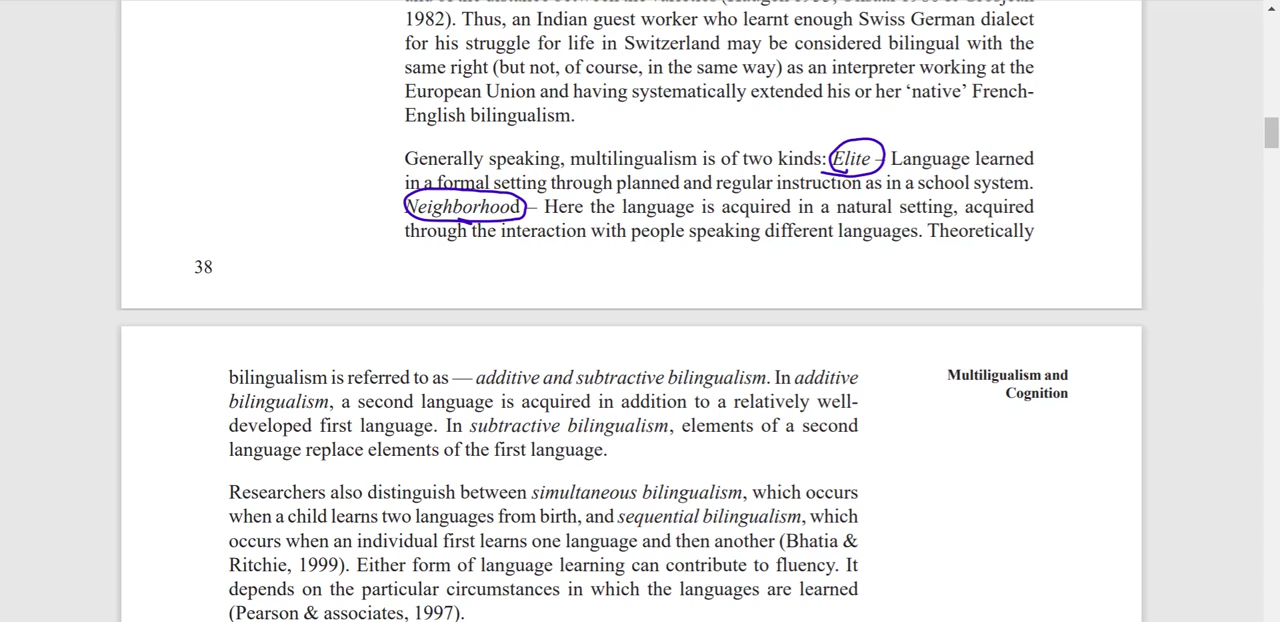 1982). Thus, an Indian guest worker who learnt enough Swiss German dialect
for his struggle for life in Switzerland may be considered bilingual with the
same right (but not, of course, in the same way) as an interpreter working at the
European Union and having systematically extended his or her ‘native’ French-
English bilingualism.
Generally speaking, multilingualism is of two kinds: Elite – Language learned
in a formal setting through planned and regular instruction as in a school system.
Neighborhood – Here the language is acquired in a natural setting, acquired
through the interaction with people speaking different languages. Theoretically
38
bilingualism is referred to as — additive and subtractive bilingualism. In additive
bilingualism, a second language is acquired in addition to a relatively well-
developed first language. In subtractive bilingualism, elements of a second
language replace elements of the first language.
Multiligualism and
Cognition
Researchers also distinguish between simultaneous bilingualism, which occurs
when a child learns two languages from birth, and sequential bilingualism, which
occurs when an individual first learns one language and then another (Bhatia &
Ritchie, 1999). Either form of language learning can contribute to fluency. It
depends on the particular circumstances in which the languages are learned
(Pearson & associates, 1997).